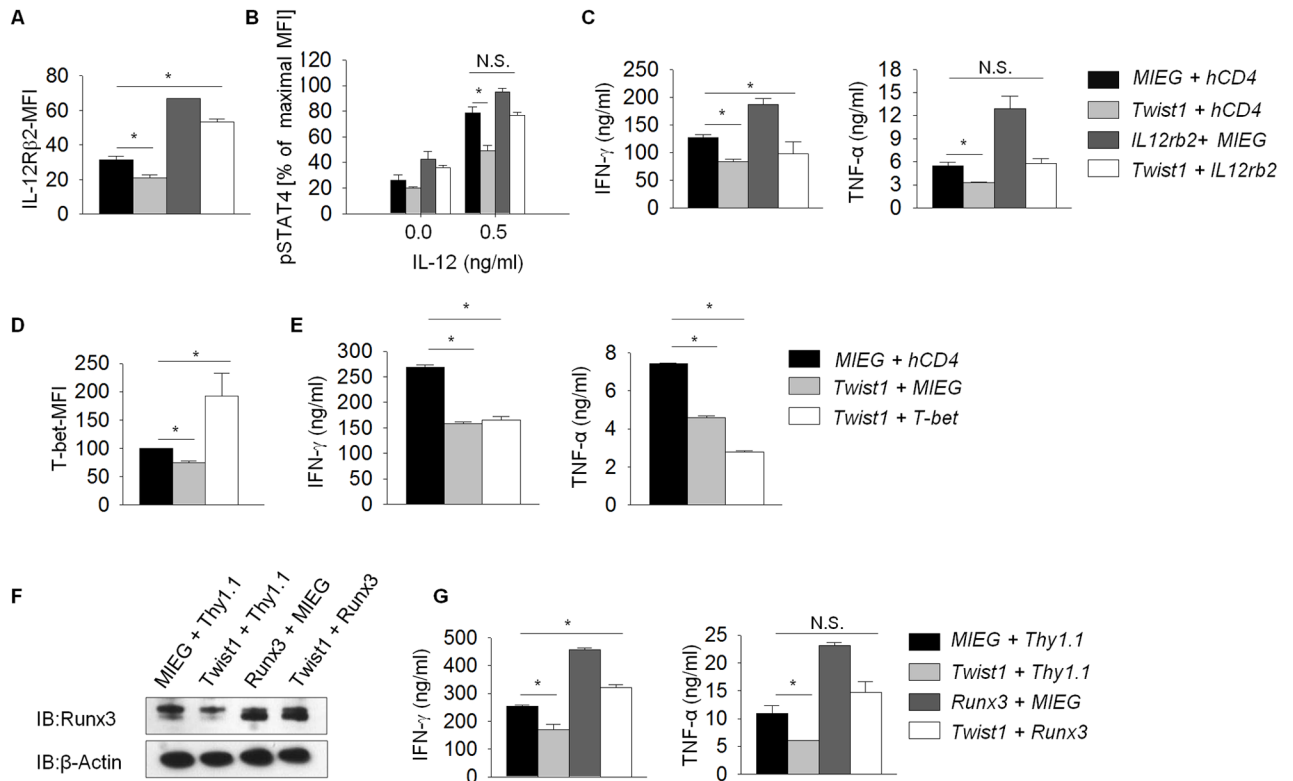 A
IL-12Rβ2-MFI
80
60
40
20
0
*
*
B
pSTAT4 [% of maximal MFI]
120
100
80
60
40
20
0
N.S.
*
0.0
0.5
IL-12 (ng/ml)
C
IFN-γ (ng/ml)
250
200
150
100
50
0
*
*
TNF-α (ng/ml)
18
15
12
9
6
3
0
N.S.
*
MIEG + hCD4
Twist1 + hCD4
IL12rb2+ MIEG
Twist1 + IL12rb2
D
T-bet-MFI
250
200
150
100
50
0
*
*
E
IFN-γ (ng/ml)
300
250
200
150
100
50
0
*
*
TNF-α (ng/ml)
8
6
4
2
0
*
*
MIEG + hCD4
Twist1 + MIEG
Twist1 + T-bet
F
MIEG + Thy1.1
Twist1 + Thy1.1
Runx3 + MIEG
Twist1 + Runx3
IB:Runx3
IB:β-Actin
G
IFN-γ (ng/ml)
500
400
300
200
100
0
*
*
TNF-α (ng/ml)
25
20
15
10
5
0
N.S.
*
MIEG + Thy1.1
Twist1 + Thy1.1
Runx3 + MIEG
Twist1 + Runx3